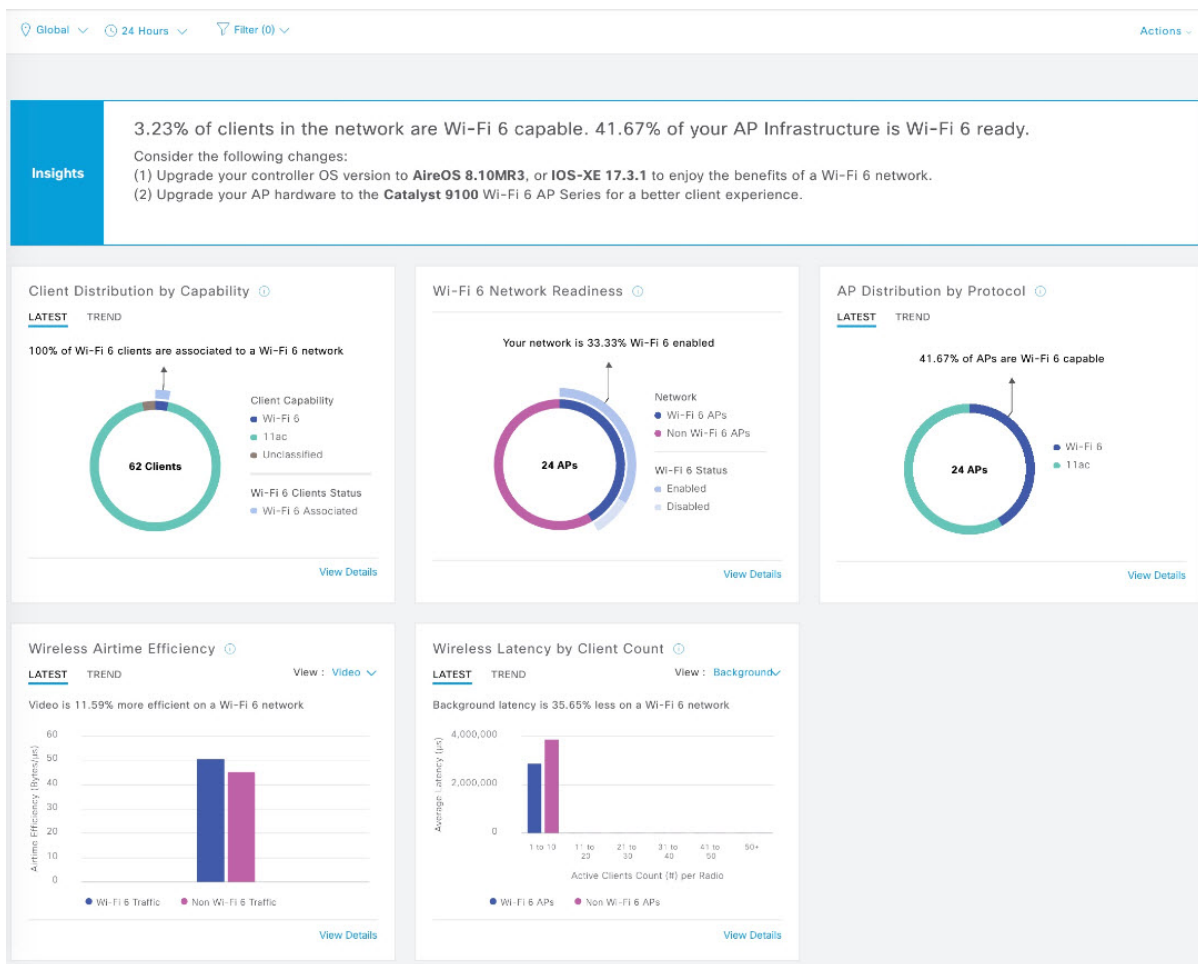 Global
24 Hours
Filter (0)
Actions
Insights
3.23% of clients in the network are Wi-Fi 6 capable. 41.67% of your AP Infrastructure is Wi-Fi 6 ready.
Consider the following changes:
(1) Upgrade your controller OS version to AireOS 8.10MR3, or IOS-XE 17.3.1 to enjoy the benefits of a Wi-Fi 6 network.
(2) Upgrade your AP hardware to the Catalyst 9100 Wi-Fi 6 AP Series for a better client experience.
Client Distribution by Capability
LATEST TREND
100% of Wi-Fi 6 clients are associated to a Wi-Fi 6 network
62 Clients
Client Capability
Wi-Fi 6
11ac
Unclassified
Wi-Fi 6 Clients Status
Wi-Fi 6 Associated
View Details
Wi-Fi 6 Network Readiness
Your network is 33.33% Wi-Fi 6 enabled
24 APs
Network
Wi-Fi 6 APs
Non Wi-Fi 6 APs
Wi-Fi 6 Status
Enabled
Disabled
View Details
AP Distribution by Protocol
LATEST TREND
41.67% of APs are Wi-Fi 6 capable
24 APs
Wi-Fi 6
11ac
View Details
Wireless Airtime Efficiency
LATEST TREND View : Video
Video is 11.59% more efficient on a Wi-Fi 6 network
Airtime Efficiency (Bytes/μs)
60
50
40
30
20
10
0
Wi-Fi 6 Traffic Non Wi-Fi 6 Traffic
View Details
Wireless Latency by Client Count
LATEST TREND View : Background
Background latency is 35.65% less on a Wi-Fi 6 network
Average Latency (μs)
4,000,000
2,000,000
0
1 to 10 11 to 20 21 to 30 31 to 40 41 to 50 50+
Active Clients Count (#) per Radio
Wi-Fi 6 APs Non Wi-Fi 6 APs
View Details